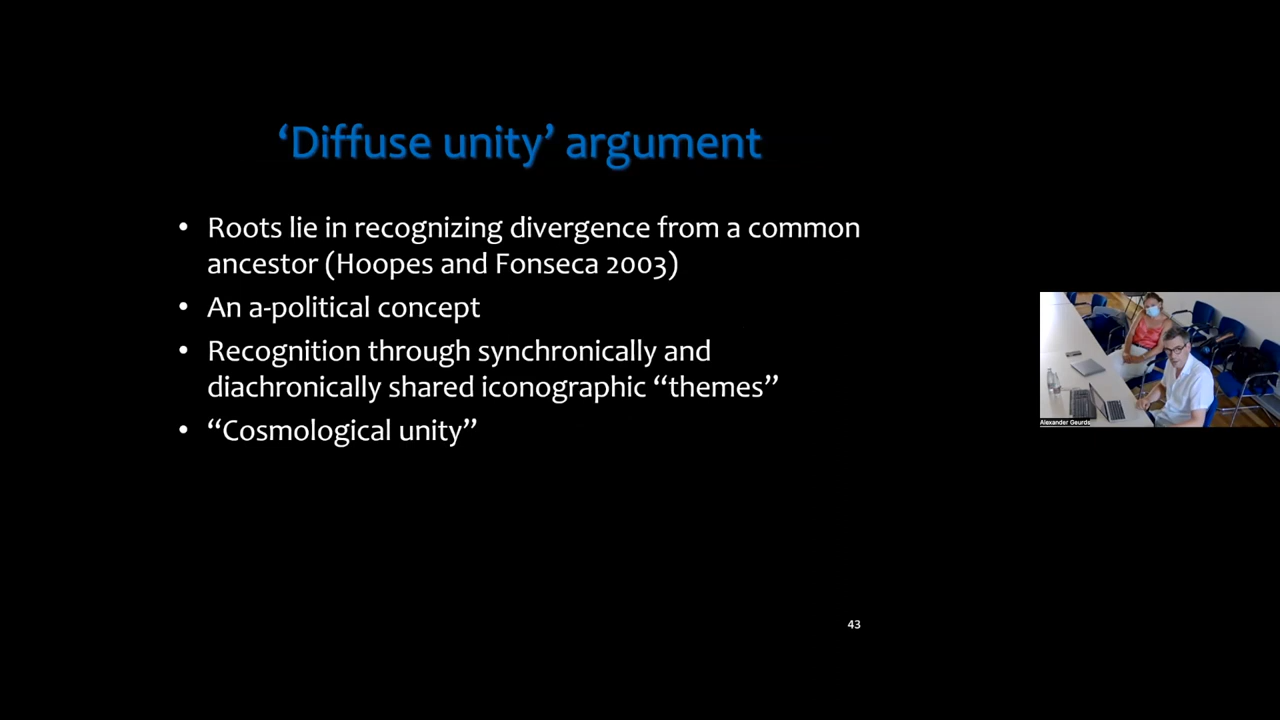 ‘Diffuse unity’ argument
• Roots lie in recognizing divergence from a common
ancestor (Hoopes and Fonseca 2003)
• An a-political concept
• Recognition through synchronically and
diachronically shared iconographic “themes”
• “Cosmological unity”
Alexander Geurds
43